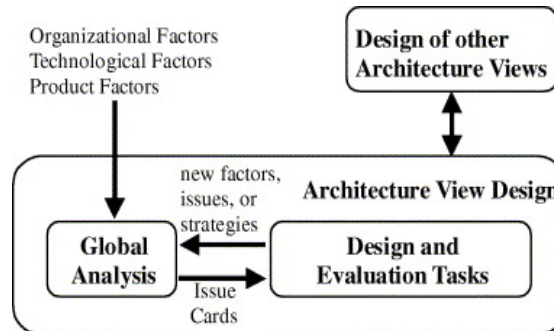 Organizational Factors
Technological Factors
Product Factors
Design of other
Architecture Views
new factors,
issues, or
strategies
Architecture View Design
Global
Analysis
Design and
Evaluation Tasks
Issue
Cards